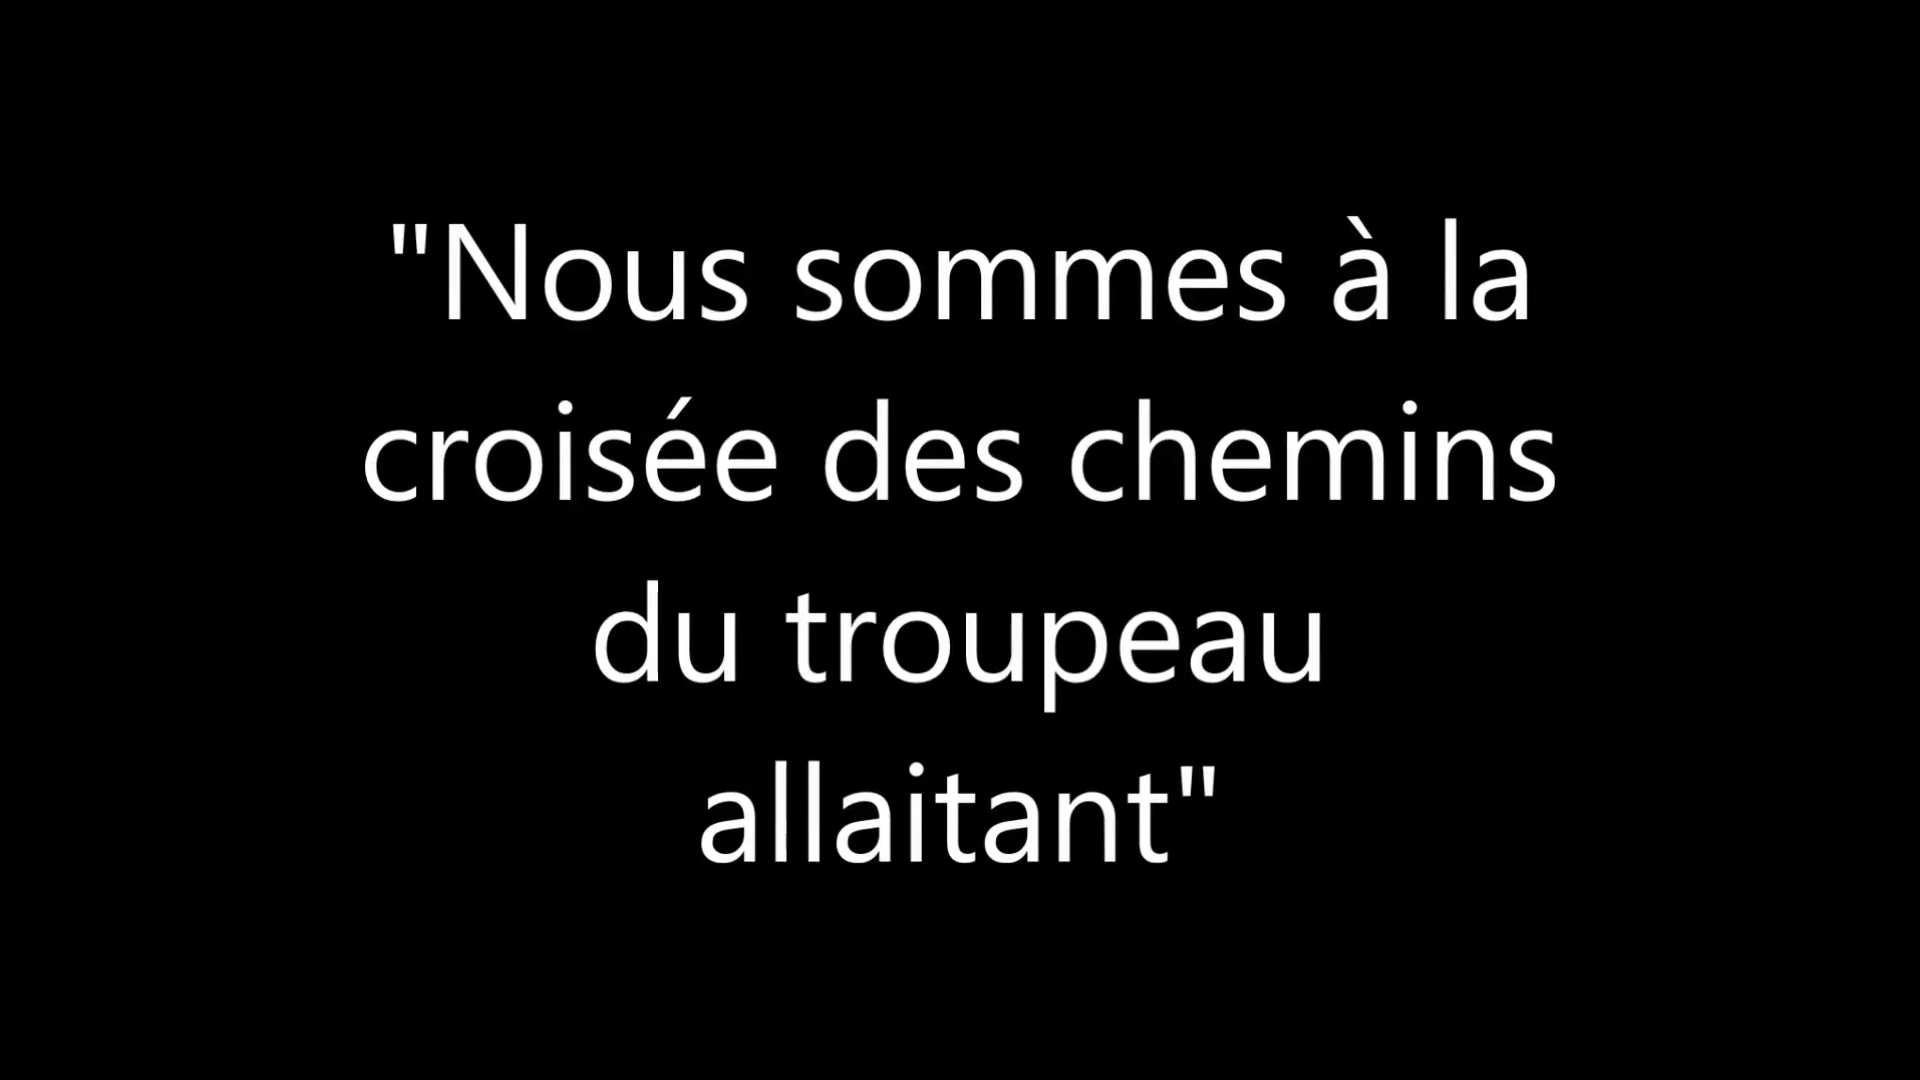 "Nous sommes à la
croisée des chemins
du troupeau
allaitant"